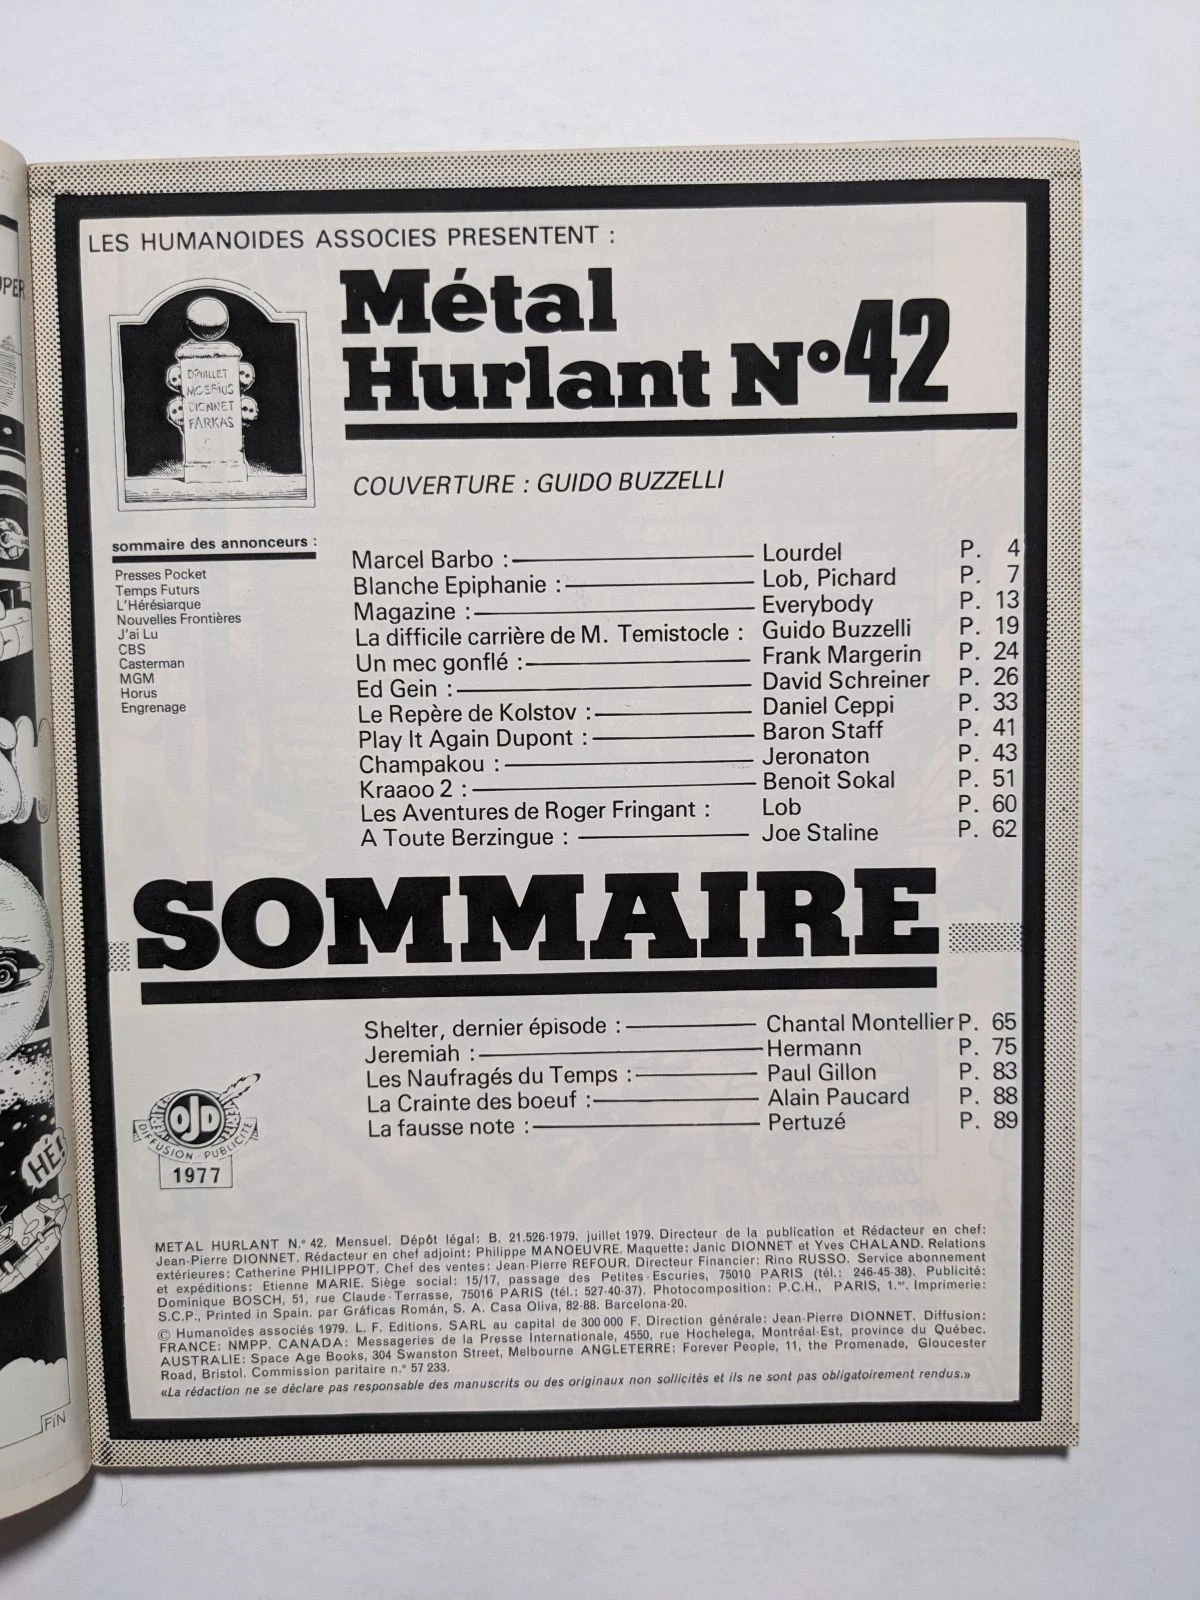 LES HUMANOIDES ASSOCIES PRESENTENT :
Métal
Hurlant Nº 42
DRUILLET
MOEBIUS
DIONNET
FARKAS
COUVERTURE : GUIDO BUZZELLI
sommaire des annonceurs :
Presses Pocket
Temps Futurs
L'Hérésiarque
Nouvelles Frontières
J'ai Lu
CBS
Casterman
MGM
Horus
Engrenage
Marcel Barbo : Lourdel P. 4
Blanche Epiphanie : Lob, Pichard P. 7
Magazine : Everybody P. 13
La difficile carrière de M. Temistocle : Guido Buzzelli P. 19
Un mec gonflé : Frank Margerin P. 24
Ed Gein : David Schreiner P. 26
Le Repère de Kolstov : Daniel Ceppi P. 33
Play It Again Dupont : Baron Staff P. 41
Champakou : Jeronaton P. 43
Kraaoo 2 : Benoit Sokal P. 51
Les Aventures de Roger Fringant : Lob P. 60
A Toute Berzingue : Joe Staline P. 62
SOMMAIRE
Shelter, dernier épisode : Chantal Montellier P. 65
Jeremiah : Hermann P. 75
Les Naufragés du Temps : Paul Gillon P. 83
La Crainte des boeuf : Alain Paucard P. 88
La fausse note : Pertuzé P. 89
OJD
DIFFUSION - PUBLICITE
1977
METAL HURLANT N.º 42. Mensuel. Dépôt légal: B. 21.526-1979. juillet 1979. Directeur de la publication et Rédacteur en chef:
Jean-Pierre DIONNET. Rédacteur en chef adjoint: Philippe MANOEUVRE. Maquette: Janic DIONNET et Yves CHALAND. Relations
extérieures: Catherine PHILIPPOT. Chef des ventes: Jean-Pierre REFOUR. Directeur Financier: Rino RUSSO. Service abonnement
et expéditions: Etienne MARIE. Siège social: 15/17, passage des Petites-Escuries, 75010 PARIS (tél.: 246-45-38). Publicité:
Dominique BOSCH, 51, rue Claude-Terrasse, 75016 PARIS (tél.: 527-40-37). Photocomposition: P.C.H., PARIS, 1.er. Imprimerie:
S.C.P., Printed in Spain. par Gráficas Román, S. A. Casa Oliva, 82-88. Barcelona-20.
© Humanoïdes associés 1979. L. F. Editions. SARL au capital de 300 000 F. Direction générale: Jean-Pierre DIONNET. Diffusion:
FRANCE: NMPP. CANADA: Messageries de la Presse Internationale, 4550, rue Hochelega, Montréal-Est, province du Québec.
AUSTRALIE: Space Age Books, 304 Swanston Street, Melbourne ANGLETERRE: Forever People, 11, the Promenade, Gloucester
Road, Bristol. Commission paritaire n.º 57 233.
«La rédaction ne se déclare pas responsable des manuscrits ou des originaux non sollicités et ils ne sont pas obligatoirement rendus.»
HÉ!
FiN